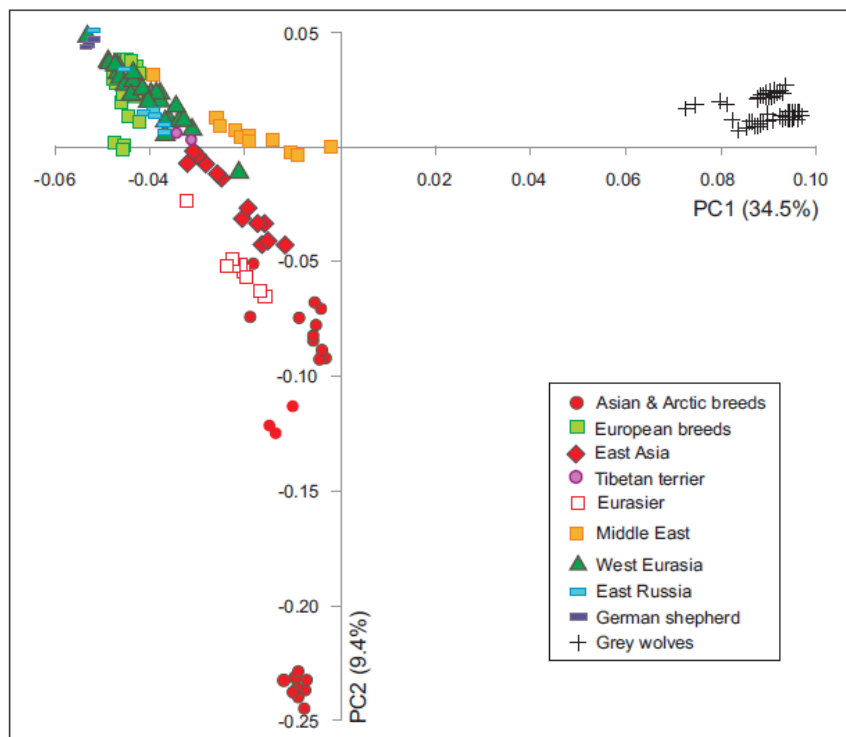 0.05
-0.06
-0.04
-0.02
0.02
0.04
0.06
0.08
0.10
PC1 (34.5%)
-0.05
-0.10
-0.15
-0.20
-0.25
PC2 (9.4%)
Asian & Arctic breeds
European breeds
East Asia
Tibetan terrier
Eurasier
Middle East
West Eurasia
East Russia
German shepherd
Grey wolves